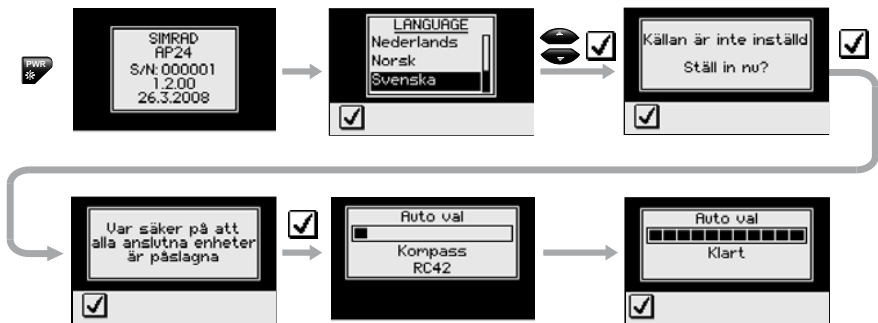 PWR
SIMRAD
AP24
S/N: 000001
1.2.00
26.3.2008
LANGUAGE
Nederlands
Norsk
Svenska
Källan är inte inställd
Ställ in nu?
Var säker på att
alla anslutna enheter
är påslagna
Auto val
Kompass
RC42
Auto val
Klart